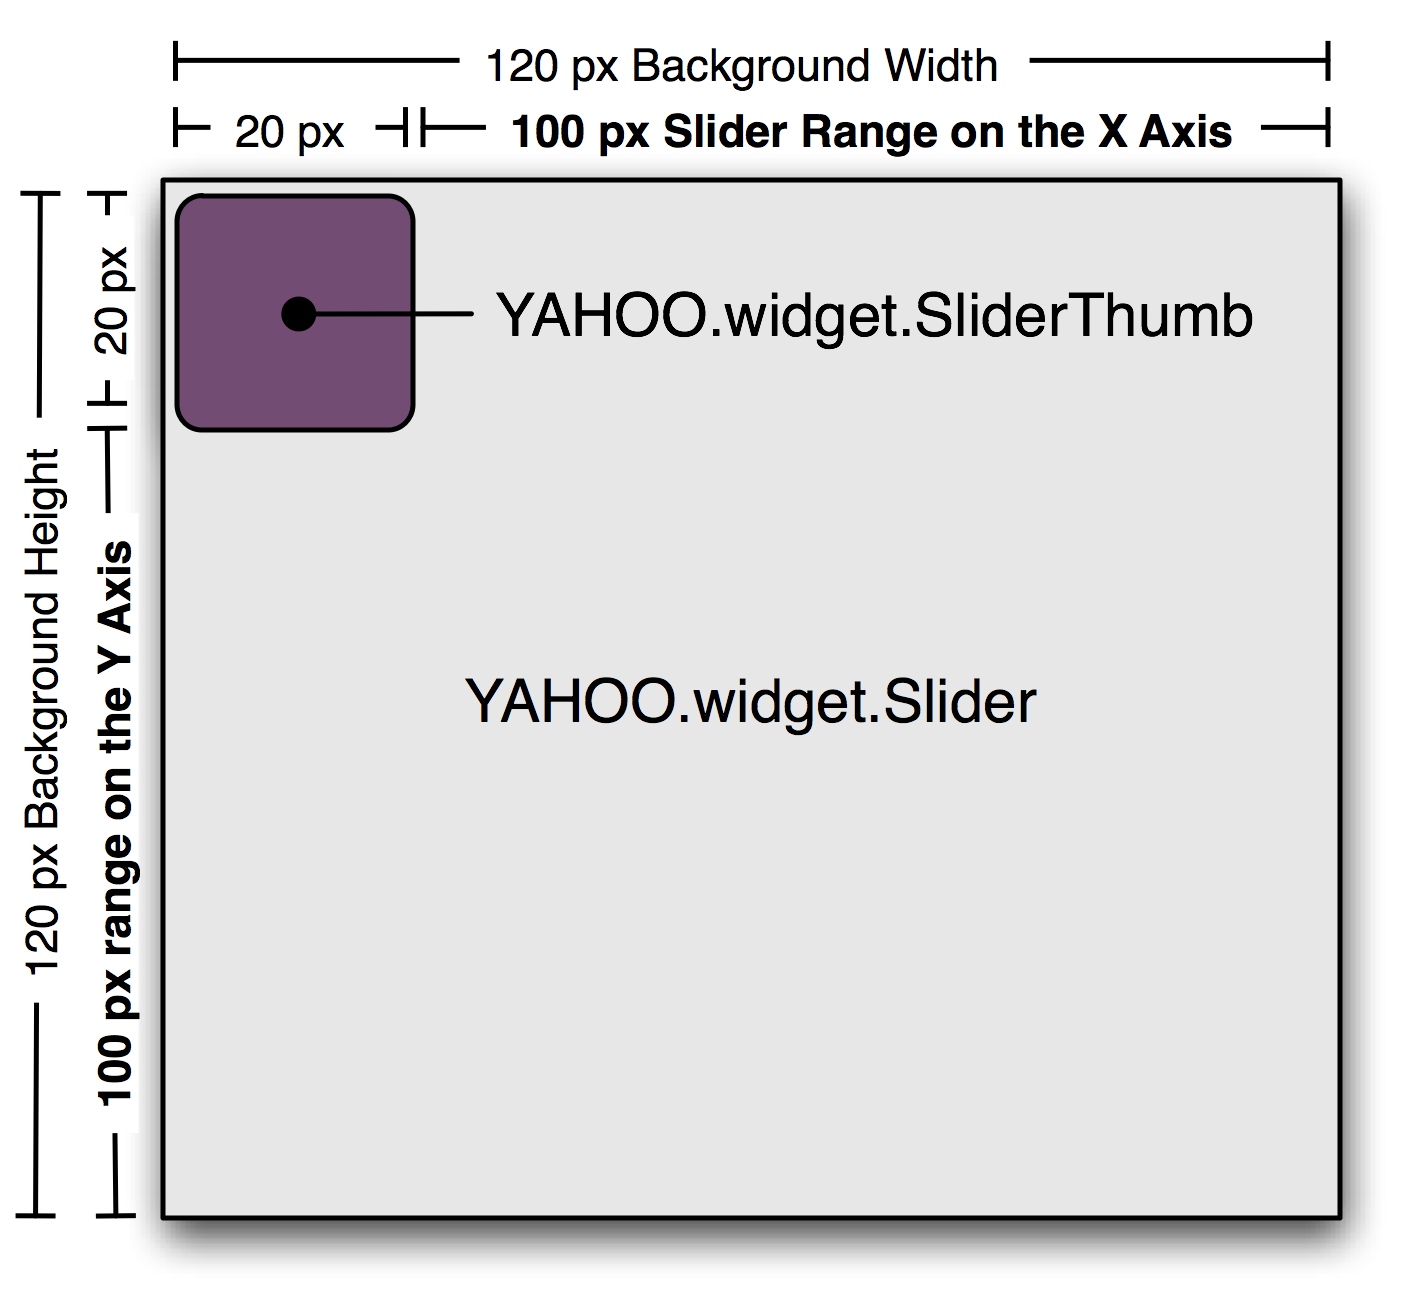 120 px Background Width
20 px
100 px Slider Range on the X Axis
20 px
YAHOO.widget.SliderThumb
120 px Background Height
100 px range on the Y Axis
YAHOO.widget.Slider